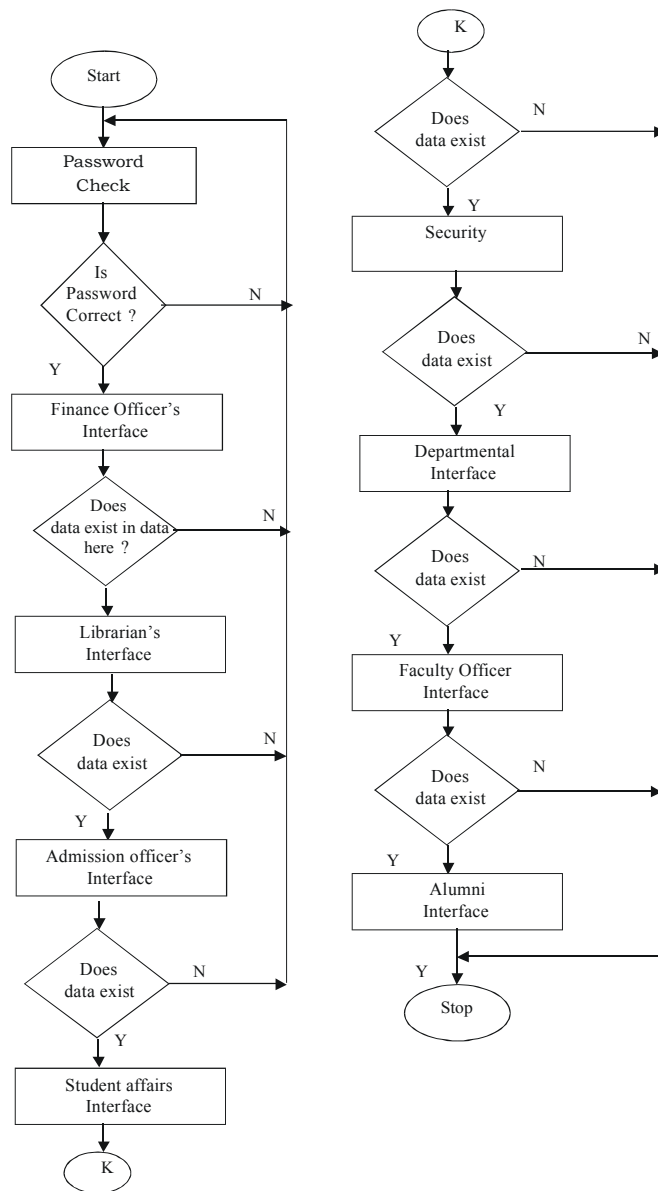 Start
Password
Check
Is
Password
Correct ?
N
Y
Finance Officer's
Interface
Does
data exist in data
here ?
N
Librarian's
Interface
Does
data exist
N
Y
Admission officer's
Interface
Does
data exist
N
Y
Student affairs
Interface
K
K
Does
data exist
N
Y
Security
Does
data exist
N
Y
Departmental
Interface
Does
data exist
N
Y
Faculty Officer
Interface
Does
data exist
N
Y
Alumni
Interface
Y
Stop